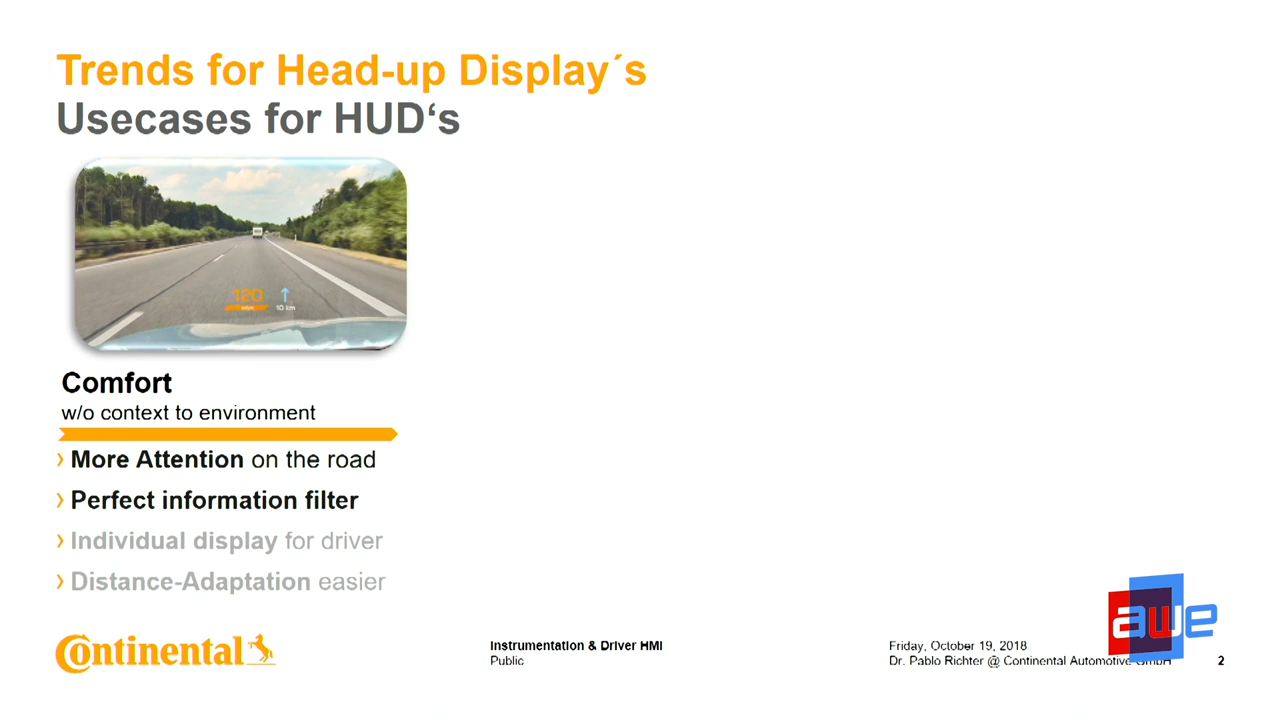 Trends for Head-up Display´s
Usecases for HUD‘s
120
10 km
Comfort
w/o context to environment
› More Attention on the road
› Perfect information filter
› Individual display for driver
› Distance-Adaptation easier
Continental
Instrumentation & Driver HMI
Public
Friday, October 19, 2018
Dr. Pablo Richter @ Continental Automotive GmbH
2
awe